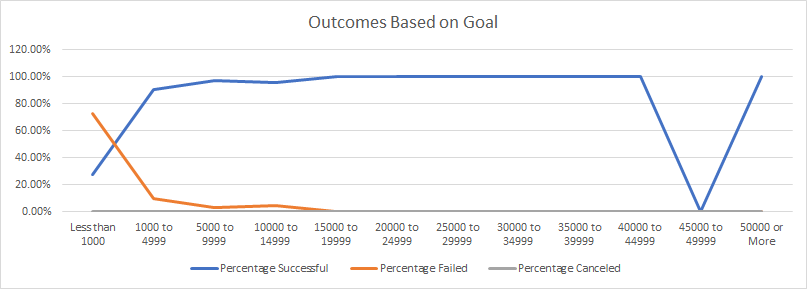 Outcomes Based on Goal
120.00%
100.00%
80.00%
60.00%
40.00%
20.00%
0.00%
Less than
1000
1000 to
4999
5000 to
9999
10000 to
14999
15000 to
19999
20000 to
24999
25000 to
29999
30000 to
34999
35000 to
39999
40000 to
44999
45000 to
49999
50000 or
More
Percentage Successful
Percentage Failed
Percentage Canceled